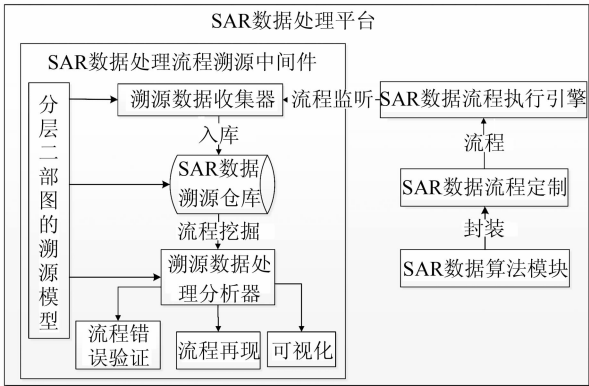 SAR数据处理平台
SAR数据处理流程溯源中间件
分层二部图的溯源模型
溯源数据收集器
流程监听
SAR数据流程执行引擎
入库
流程
SAR数据
溯源仓库
SAR数据流程定制
流程挖掘
封装
溯源数据处
理分析器
SAR数据算法模块
流程错
误验证
流程再现
可视化